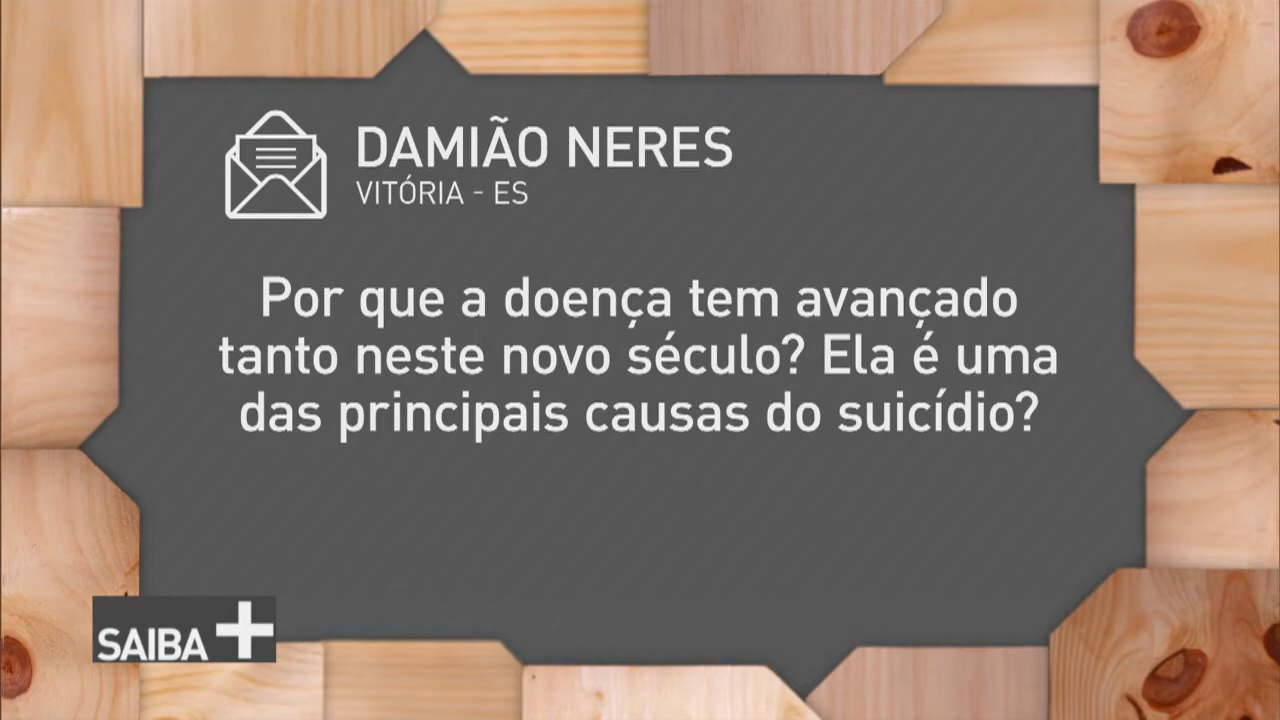 DAMIÃO NERES
VITÓRIA - ES
Por que a doença tem avançado
tanto neste novo século? Ela é uma
das principais causas do suicídio?
SAIBA +